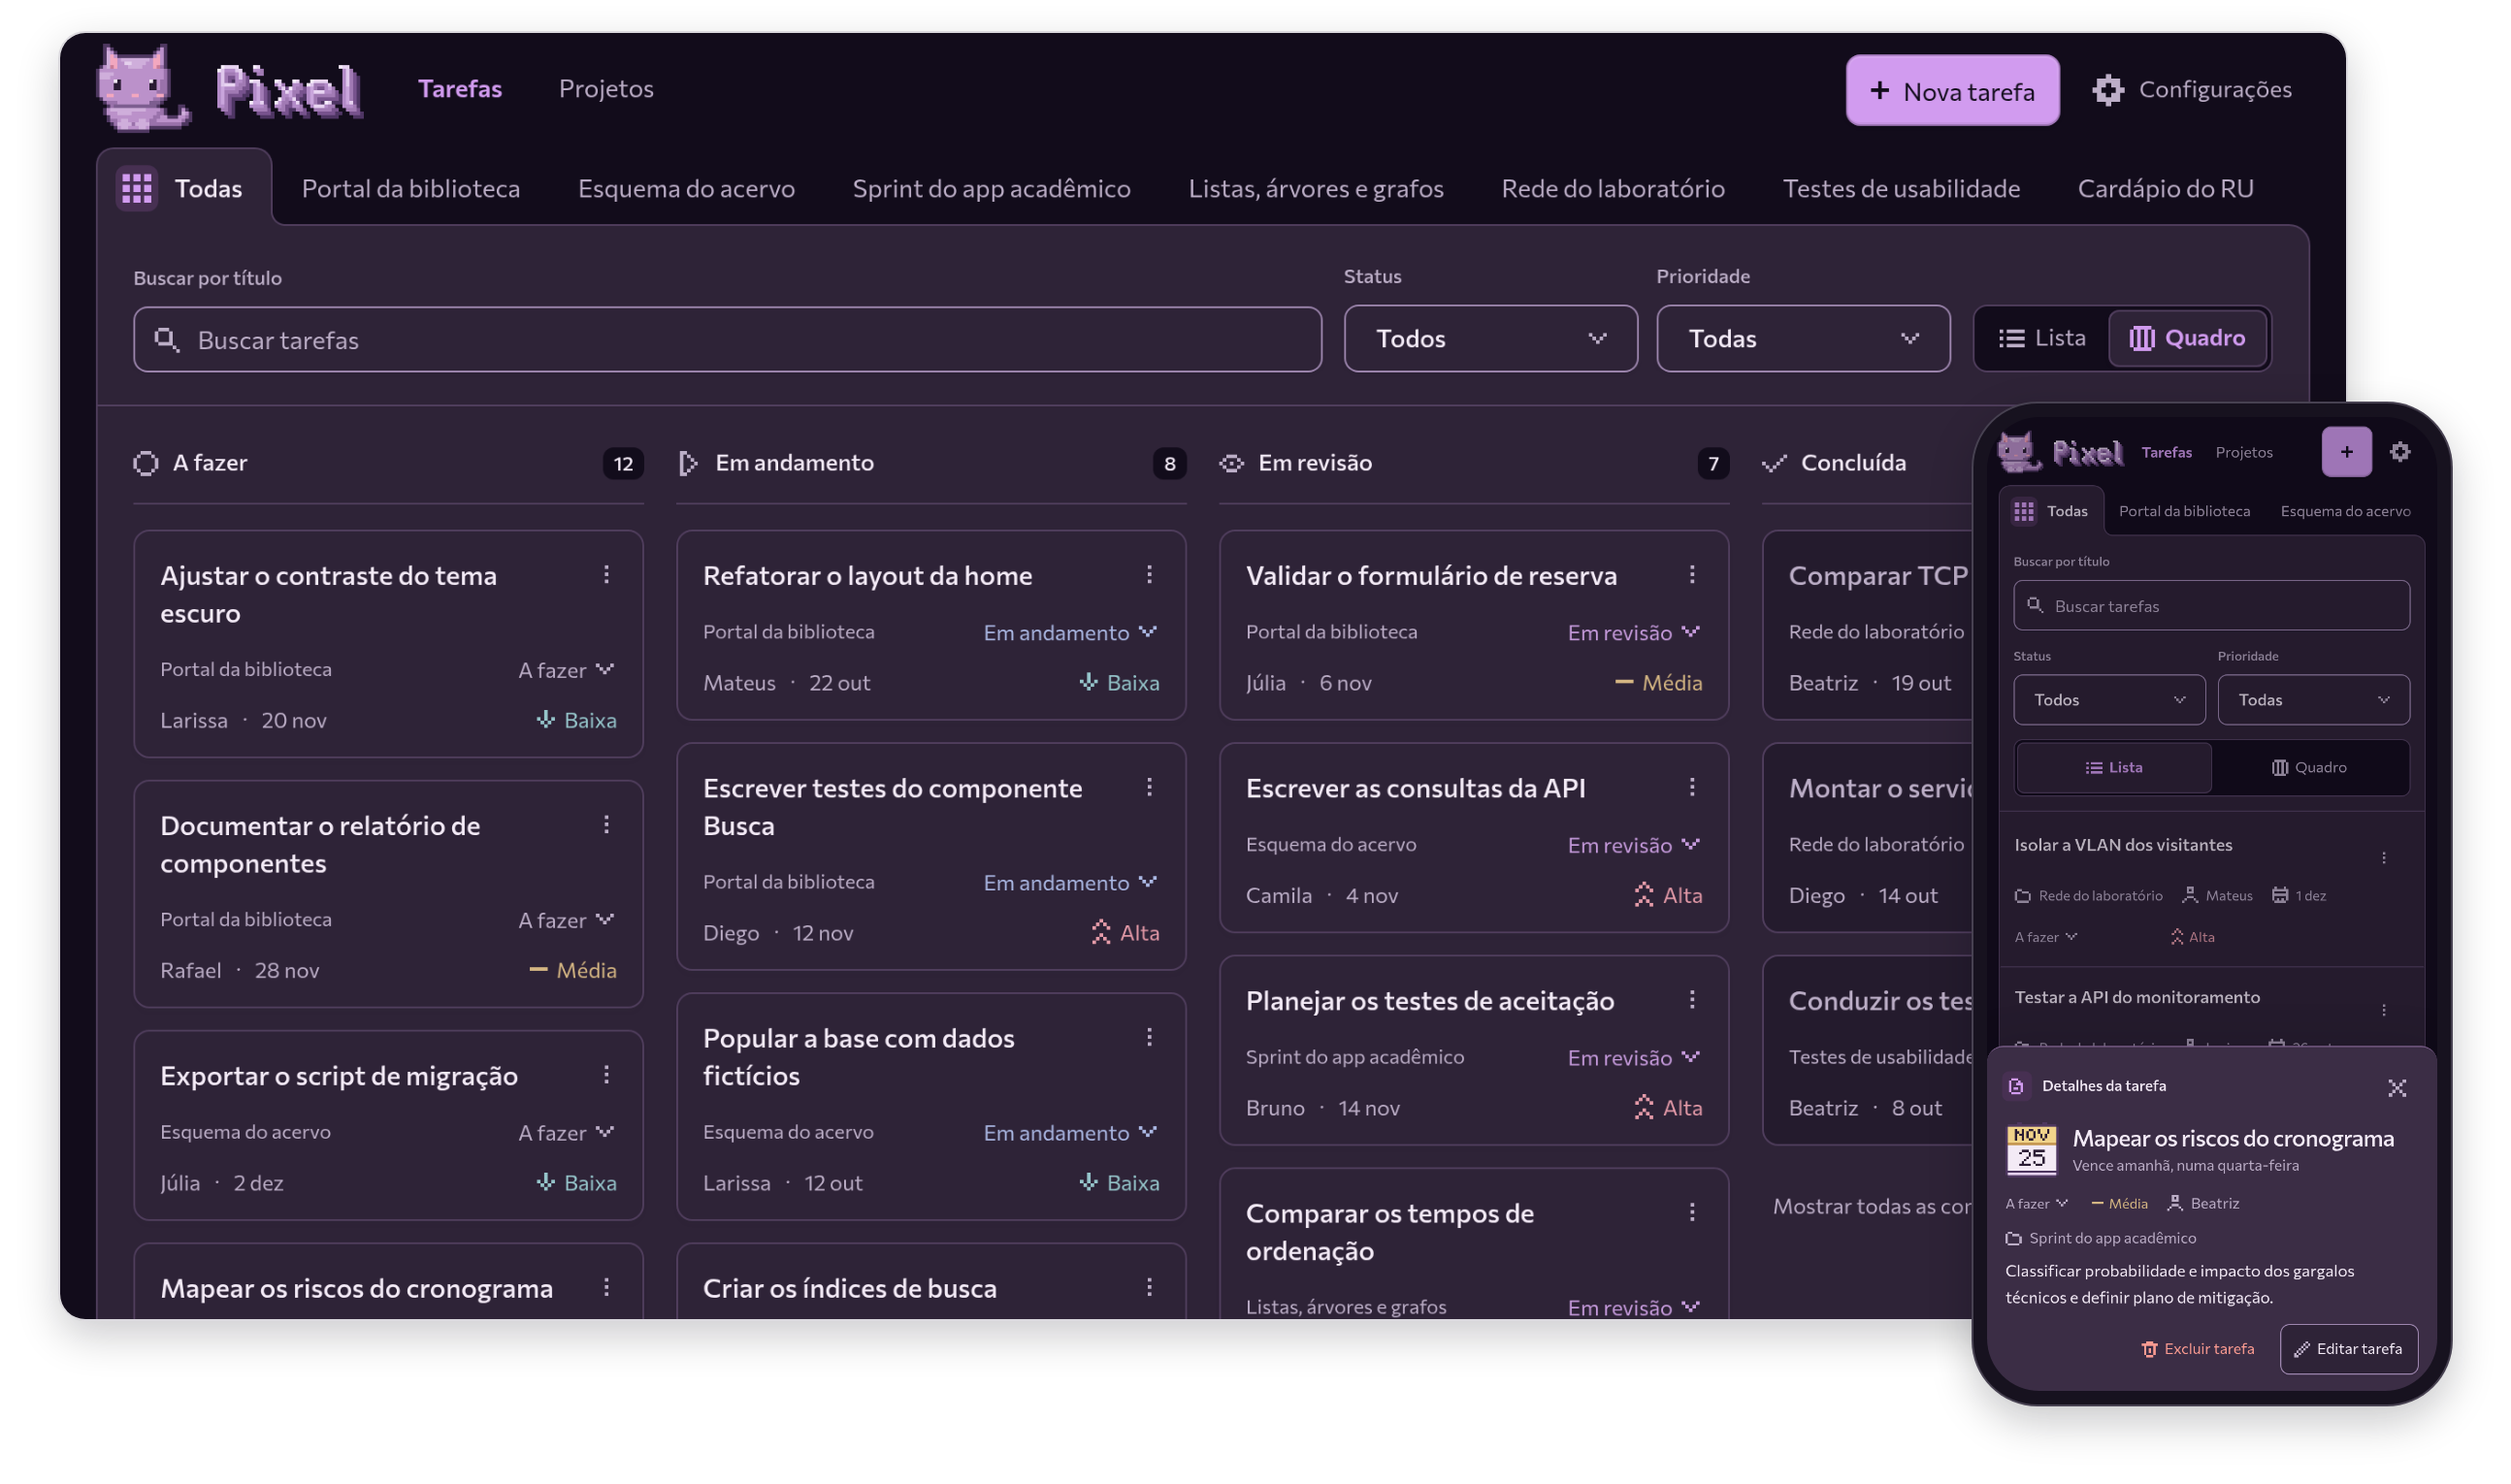 Pixel
Tarefas
Projetos
+ Nova tarefa
Configurações
Todas
Portal da biblioteca
Esquema do acervo
Sprint do app acadêmico
Listas, árvores e grafos
Rede do laboratório
Testes de usabilidade
Cardápio do RU
Buscar por título
Buscar tarefas
Status
Todos
Prioridade
Todas
Lista
Quadro
A fazer
12
Ajustar o contraste do tema
escuro
Portal da biblioteca
A fazer
Larissa · 20 nov
Baixa
Documentar o relatório de
componentes
Portal da biblioteca
A fazer
Rafael · 28 nov
Média
Exportar o script de migração
Esquema do acervo
A fazer
Júlia · 2 dez
Baixa
Mapear os riscos do cronograma
Em andamento
8
Refatorar o layout da home
Portal da biblioteca
Em andamento
Mateus · 22 out
Baixa
Escrever testes do componente
Busca
Portal da biblioteca
Em andamento
Diego · 12 nov
Alta
Popular a base com dados
fictícios
Esquema do acervo
Em andamento
Larissa · 12 out
Baixa
Criar os índices de busca
Em revisão
7
Validar o formulário de reserva
Portal da biblioteca
Em revisão
Júlia · 6 nov
Média
Escrever as consultas da API
Esquema do acervo
Em revisão
Camila · 4 nov
Alta
Planejar os testes de aceitação
Sprint do app acadêmico
Em revisão
Bruno · 14 nov
Alta
Comparar os tempos de
ordenação
Listas, árvores e grafos
Em revisão
Concluída
Comparar TCP
Rede do laboratório
Beatriz · 19 out
Montar o
Rede do laboratório
Diego · 14 out
Conduzir os
Testes de usabilidade
Beatriz · 8 out
Mostrar todas as
Pixel
Tarefas
Projetos
+
Todas
Portal da biblioteca
Esquema do acervo
Buscar por título
Buscar tarefas
Status
Prioridade
Todos
Todas
Lista
Quadro
Isolar a VLAN dos visitantes
Rede do laboratório
Mateus
1 dez
A fazer
Alta
Testar a API do monitoramento
Detalhes da tarefa
NOV
25
Mapear os riscos do cronograma
Vence amanhã, numa quarta-feira
A fazer
Média
Beatriz
Sprint do app acadêmico
Classificar probabilidade e impacto dos gargalos
técnicos e definir plano de mitigação.
Excluir tarefa
Editar tarefa